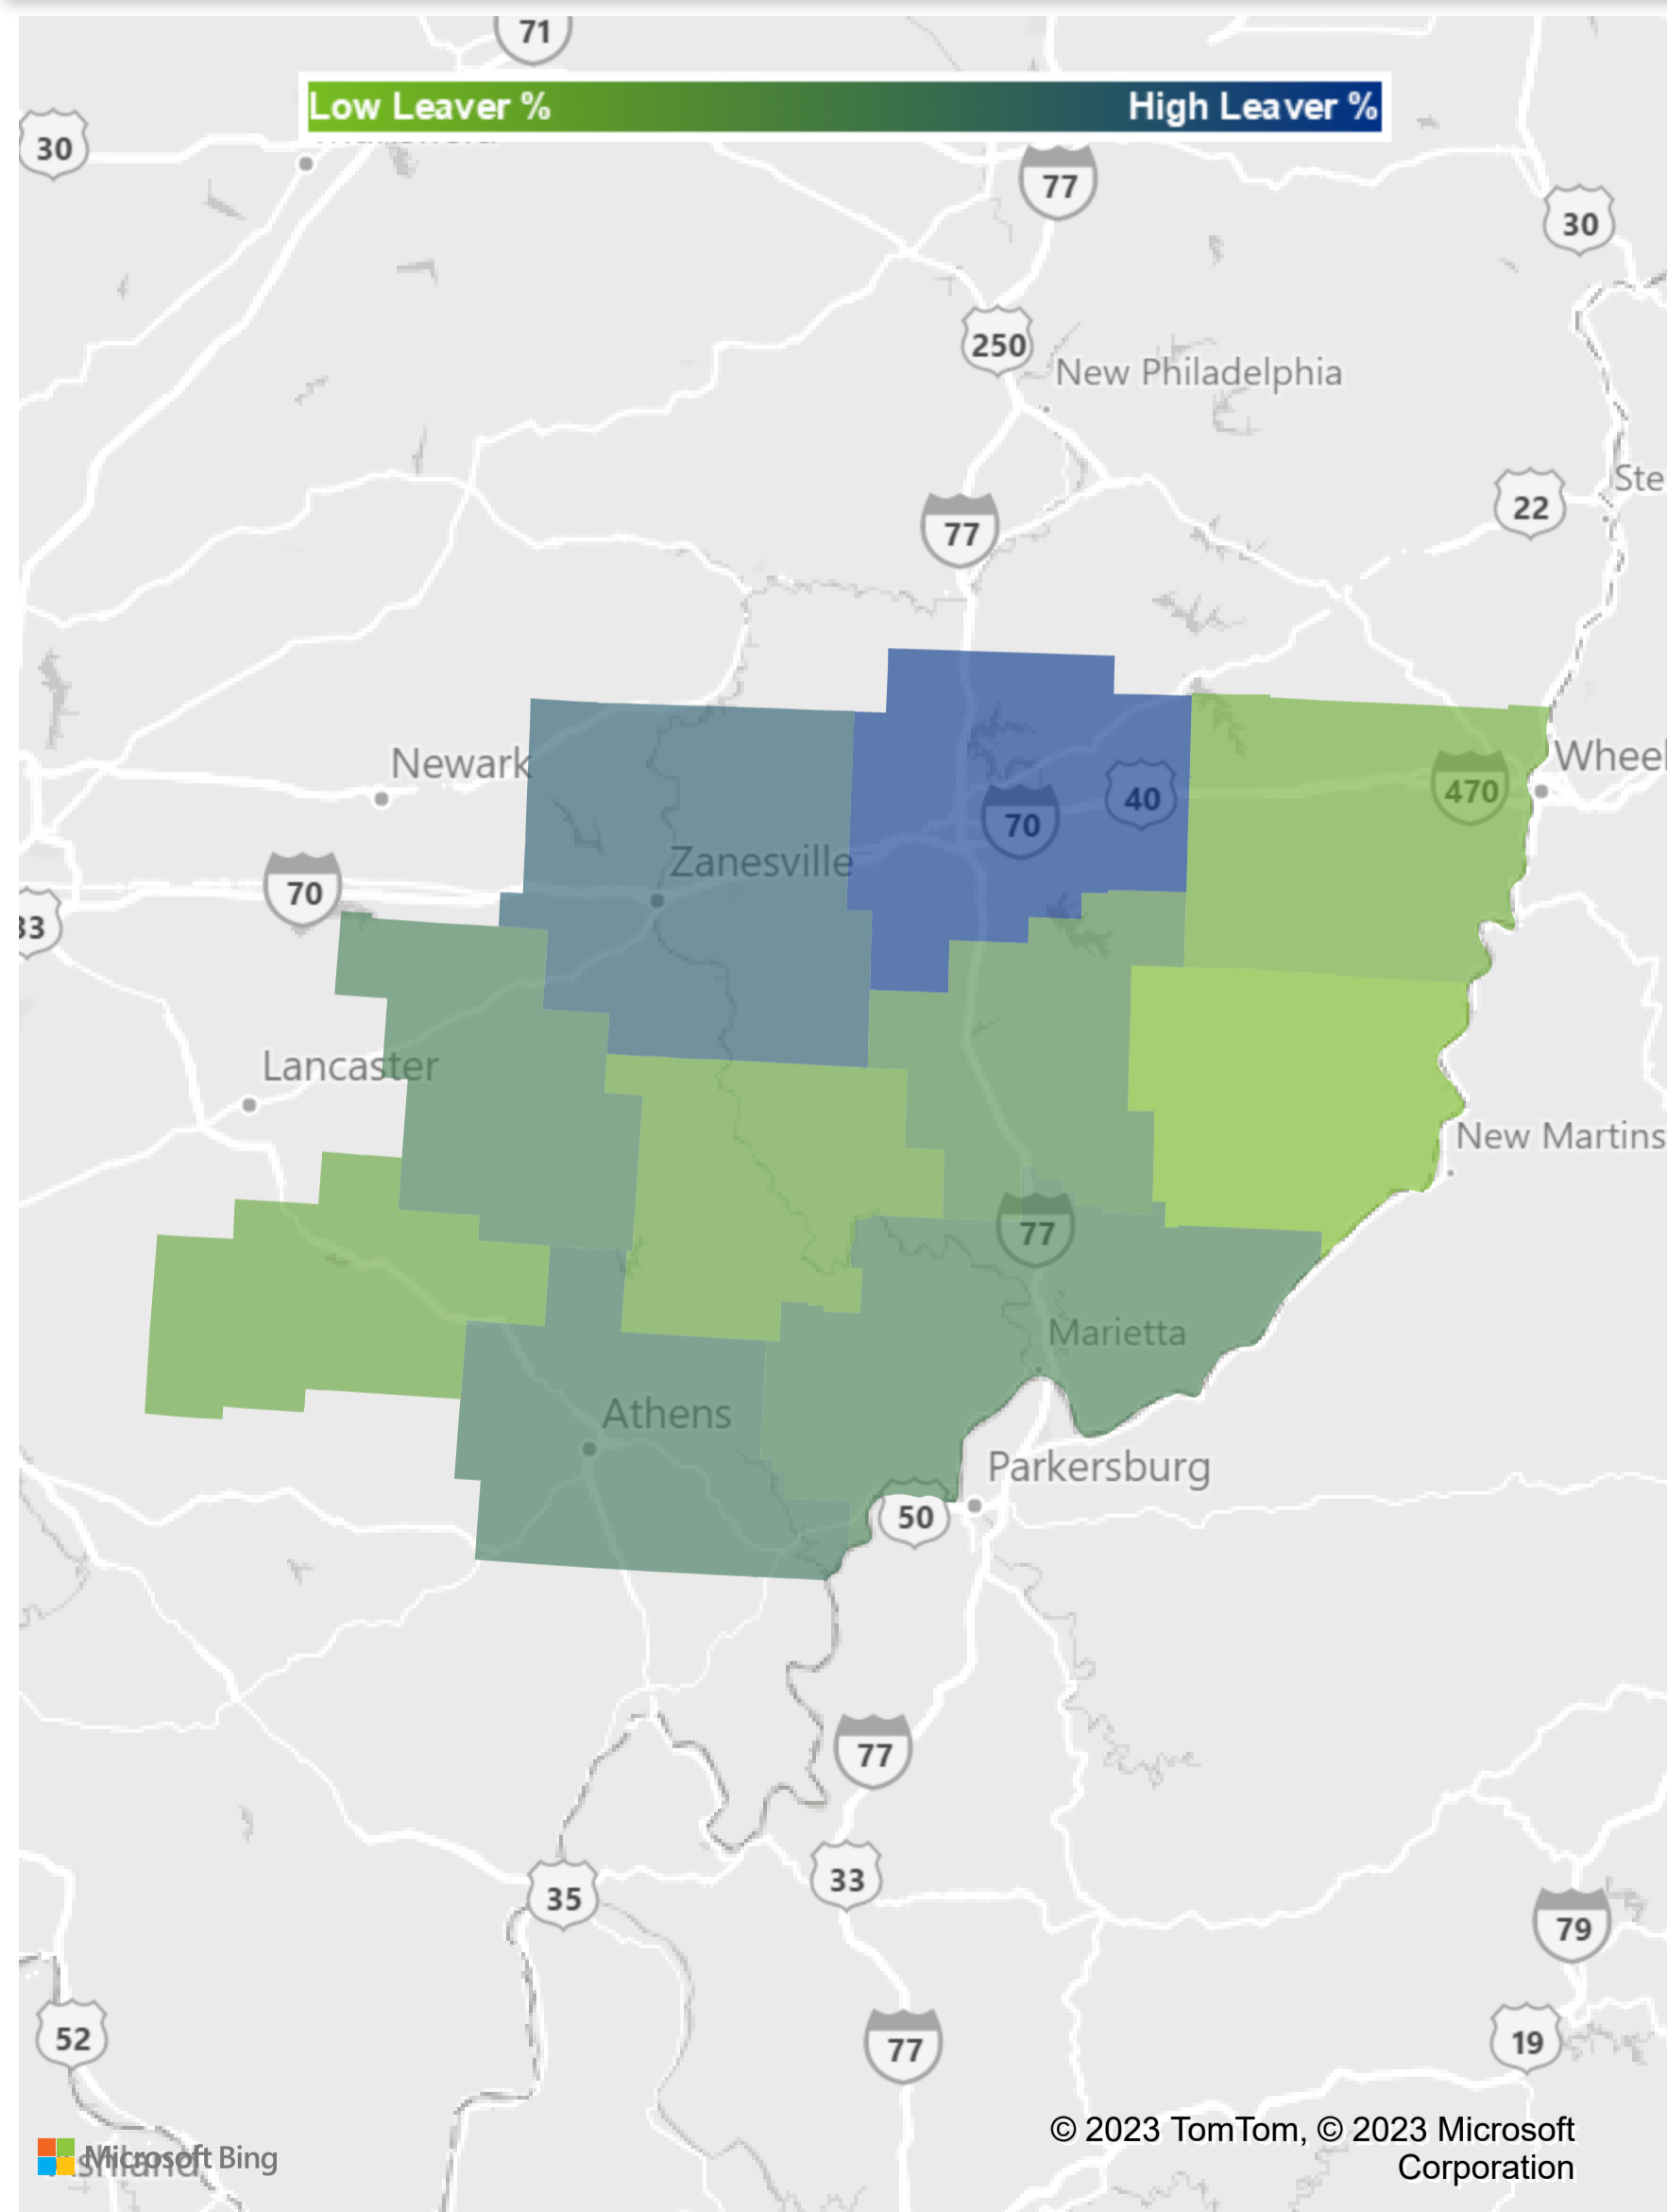 71
Low Leaver %
High Leaver %
30
77
30
250
New Philadelphia
22
Ste
77
Newark
Wheel
40
470
70
Zanesville
70
33
Lancaster
New Martins
77
Marietta
Athens
Parkersburg
50
77
33
35
79
52
77
19
© 2023 TomTom, © 2023 Microsoft
Corporation
Microsoft Bing